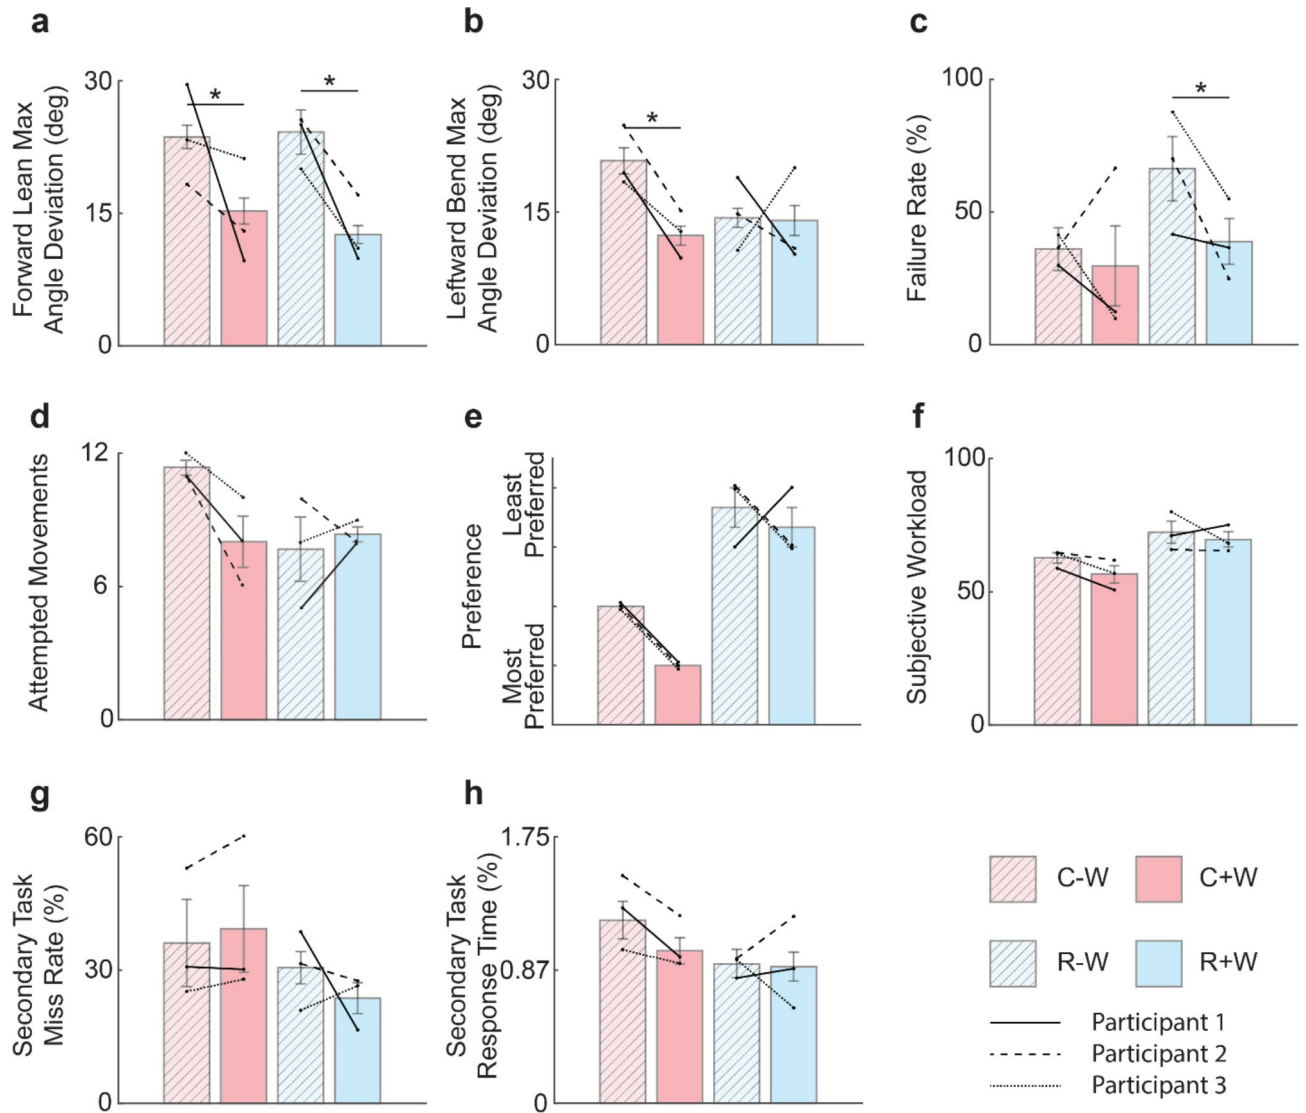 a
b
c
Forward Lean Max
Angle Deviation (deg)
30
15
0
*
*
Leftward Bend Max
Angle Deviation (deg)
30
15
0
*
Failure Rate (%)
100
50
0
*
d
e
f
Attempted Movements
12
6
0
Preference
Least
Preferred
Most
Preferred
Subjective Workload
100
50
0
g
h
Secondary Task
Miss Rate (%)
60
30
0
Secondary Task
Response Time (%)
1.75
0.87
0
C-W
C+W
R-W
R+W
Participant 1
Participant 2
Participant 3